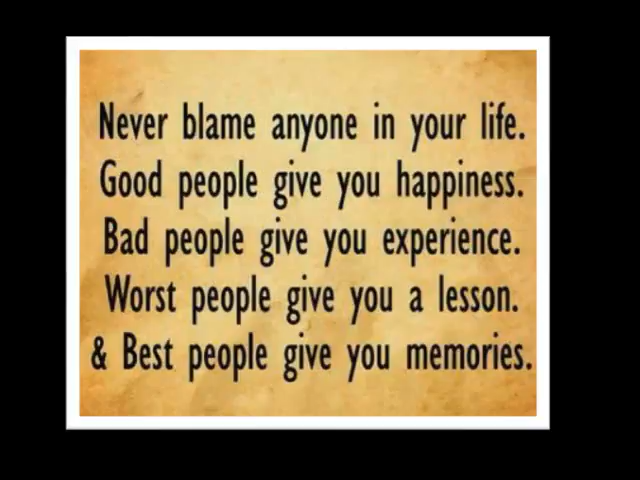 Never blame anyone in your life.
Good people give you happiness.
Bad people give you experience.
Worst people give you a lesson.
& Best people give you memories.